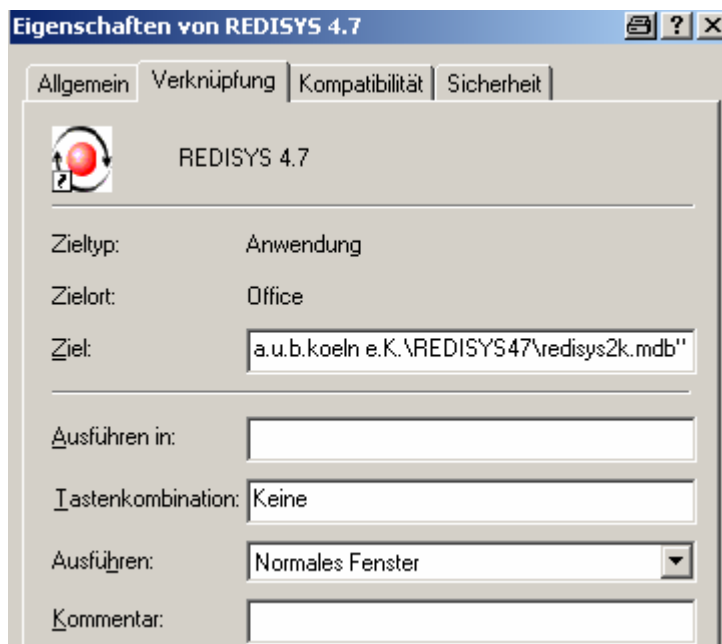 Eigenschaften von REDISYS 4.7
Allgemein Verknüpfung Kompatibilität Sicherheit
REDISYS 4.7
Zieltyp: Anwendung
Zielort: Office
Ziel: a.u.b.koeln e.K.\REDISYS47\redisys2k.mdb"
Ausführen in:
Tastenkombination: Keine
Ausführen: Normales Fenster
Kommentar: